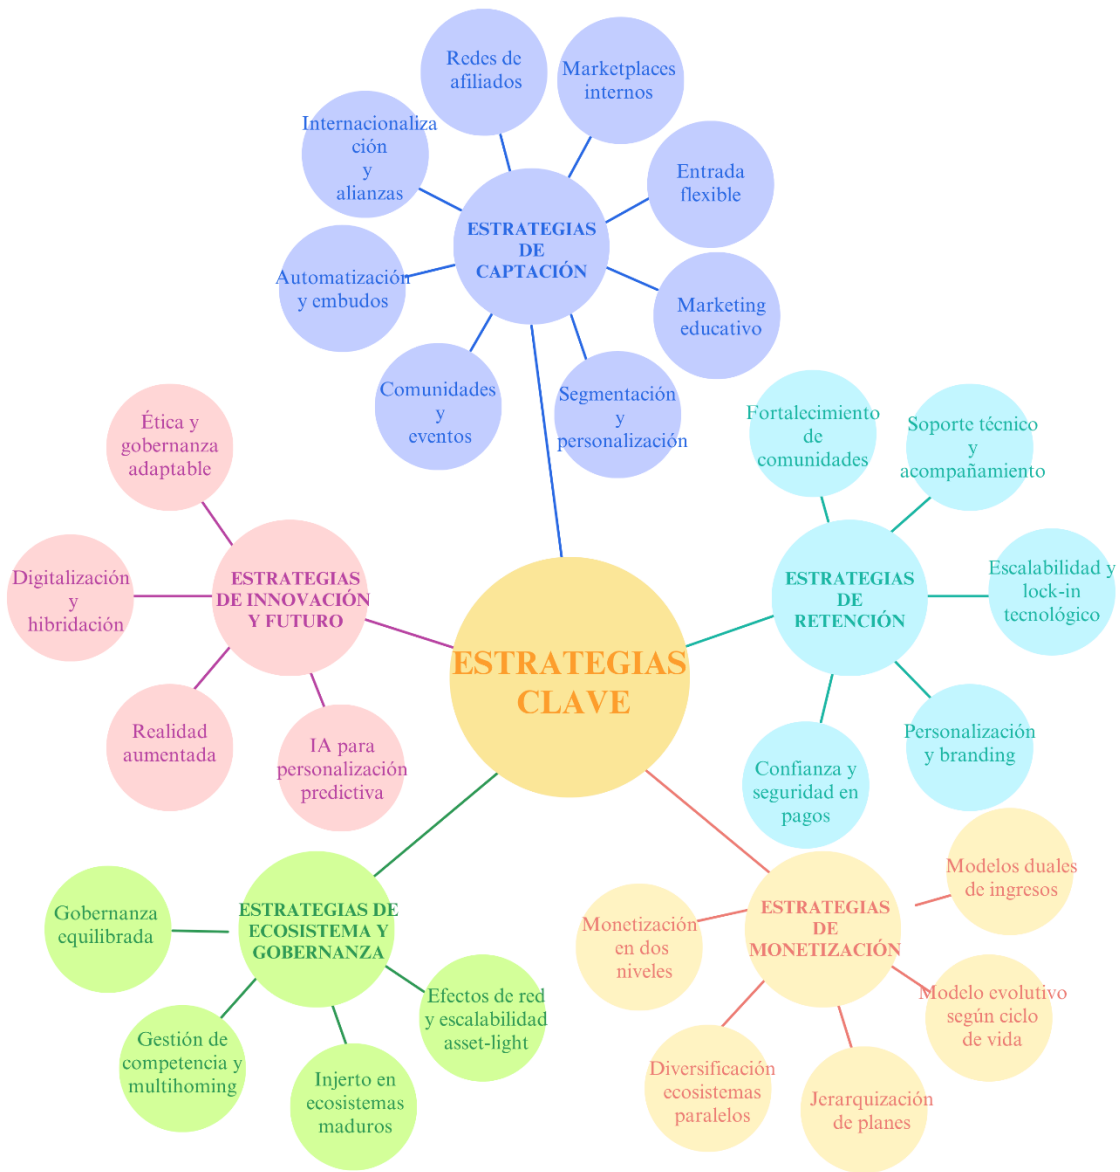 Redes de
afiliados
Marketplaces
internos
Internacionaliza
ción
y
alianzas
Entrada
flexible
ESTRATEGIAS
DE
CAPTACIÓN
Automatización
y embudos
Marketing
educativo
Comunidades
y
eventos
Segmentación
y
personalización
Ética y
gobernanza
adaptable
Digitalización
y
hibridación
ESTRATEGIAS
DE INNOVACIÓN
Y FUTURO
Realidad
aumentada
IA para
personalización
predictiva
Fortalecimiento
de
comunidades
Soporte técnico
y
acompañamiento
ESTRATEGIAS
DE
RETENCIÓN
Escalabilidad y
lock-in
tecnológico
Personalización
y branding
Confianza y
seguridad en
pagos
ESTRATEGIAS
CLAVE
Gobernanza
equilibrada
ESTRATEGIAS DE
ECOSISTEMA Y
GOBERNANZA
Efectos de red
y escalabilidad
asset-light
Gestión de
competencia y
multihoming
Injerto en
ecosistemas
maduros
Modelos duales
de ingresos
Monetización
en dos
niveles
ESTRATEGIAS
DE
MONETIZACIÓN
Modelo evolutivo
según ciclo
de vida
Diversificación
ecosistemas
paralelos
Jerarquización
de planes